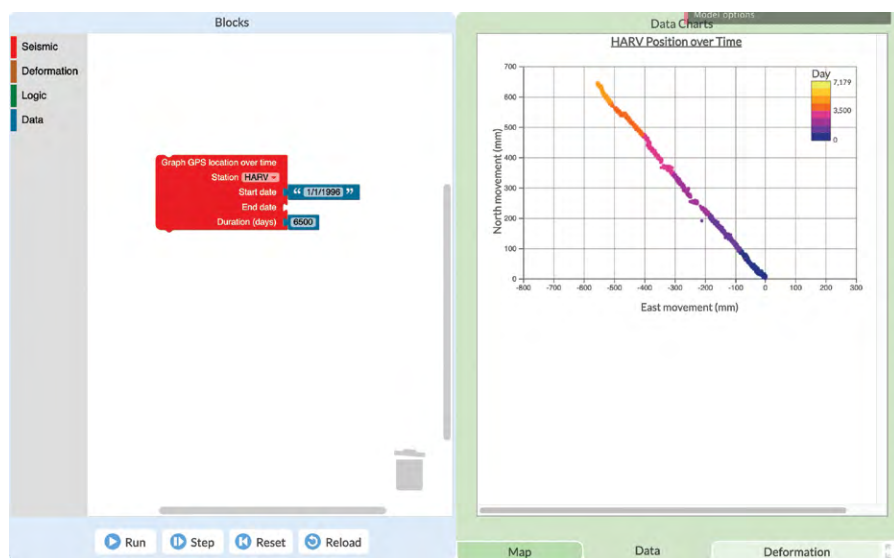 Blocks
Seismic
Deformation
Logic
Data
Graph GPS location over time
Station HARV
Start date “ 1/1/1996 ”
End date
Duration (days) 6500
Run
Step
Reset
Reload
Model options
Data Charts
HARV Position over Time
North movement (mm)
700
600
500
400
300
200
100
0
-800 -700 -600 -500 -400 -300 -200 -100 0 100 200 300
East movement (mm)
Day
7,179
3,500
0
Map
Data
Deformation